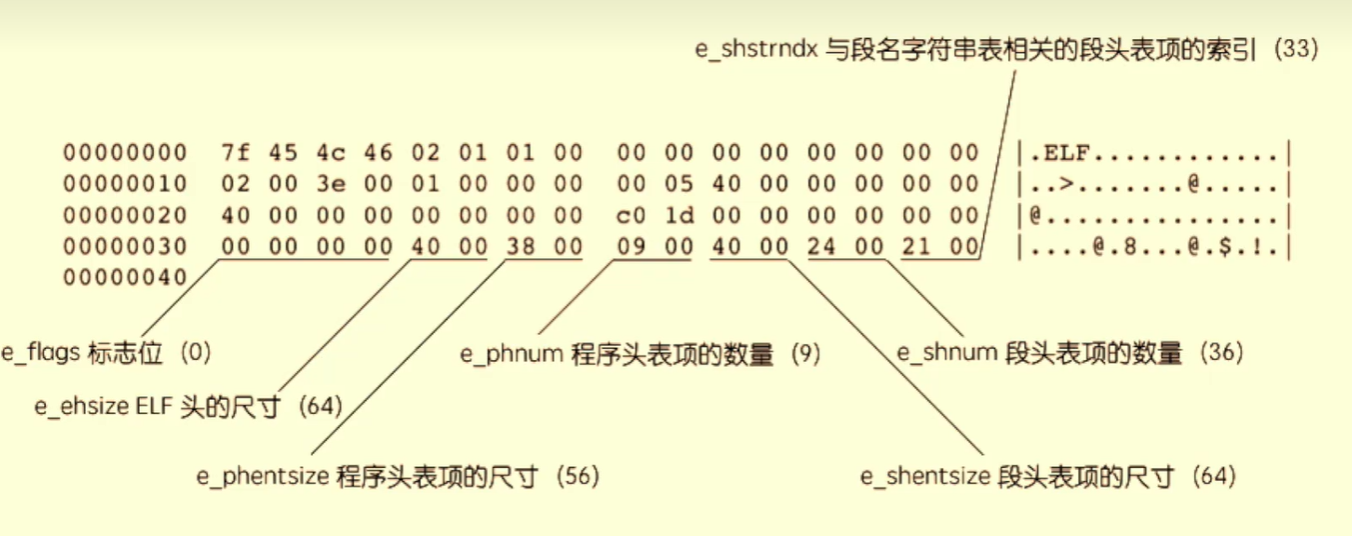 e_shstrndx 与段名字符串表相关的段头表项的索引（33）
00000000 7f 45 4c 46 02 01 01 00 00 00 00 00 00 00 00 00 |.ELF............|
00000010 02 00 3e 00 01 00 00 00 00 05 40 00 00 00 00 00 |..>.......@.....|
00000020 40 00 00 00 00 00 00 00 c0 1d 00 00 00 00 00 00 |@...............|
00000030 00 00 00 00 40 00 38 00 09 00 40 00 24 00 21 00 |....@.8...@.$.!.|
00000040
e_flags 标志位（0）
e_phnum 程序头表项的数量（9）
e_shnum 段头表项的数量（36）
e_ehsize ELF 头的尺寸（64）
e_phentsize 程序头表项的尺寸（56）
e_shentsize 段头表项的尺寸（64）